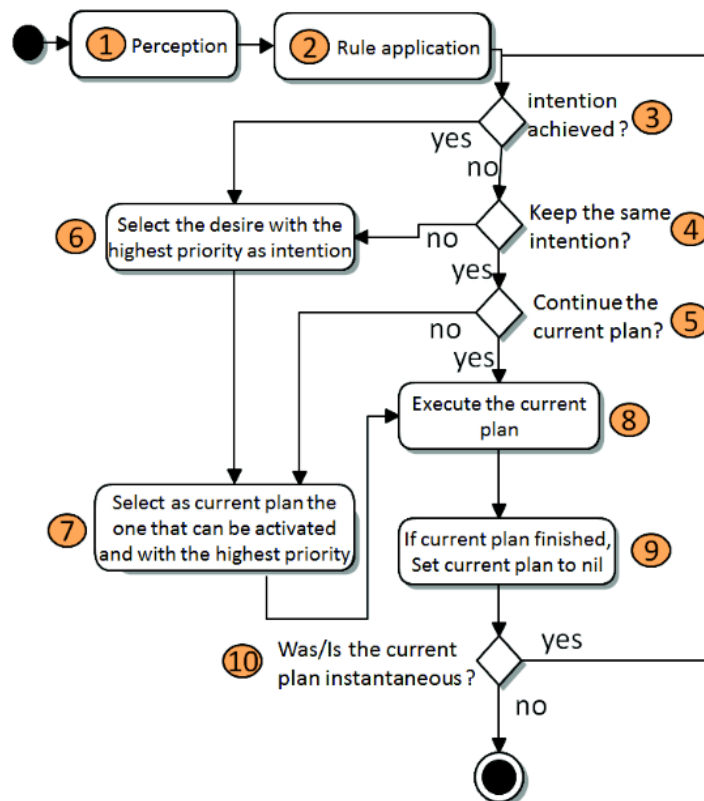 1 Perception
2 Rule application
intention
achieved ?
3
yes
no
6
Select the desire with the
highest priority as intention
Keep the same
intention?
4
no
yes
Continue the
current plan?
5
no
yes
Execute the current
plan
8
7
Select as current plan the
one that can be activated
and with the highest priority
If current plan finished,
Set current plan to nil
9
10
Was/Is the current
plan instantaneous ?
yes
no